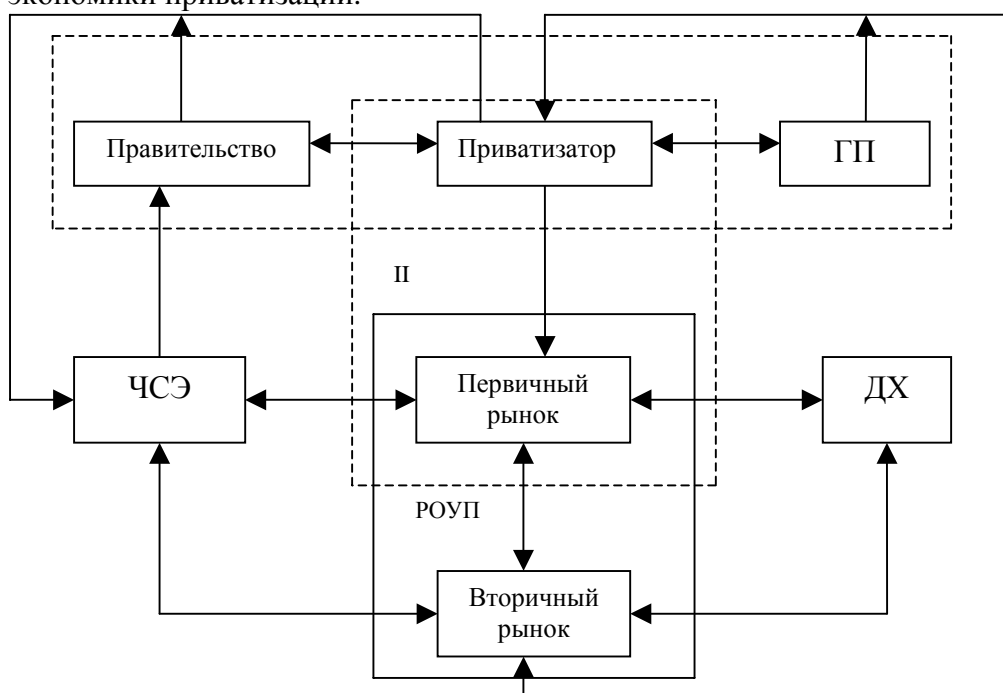 экономики приватизации.
Правительство
Приватизатор
ГП
II
ЧСЭ
Первичный
рынок
ДХ
РОУП
Вторичный
рынок